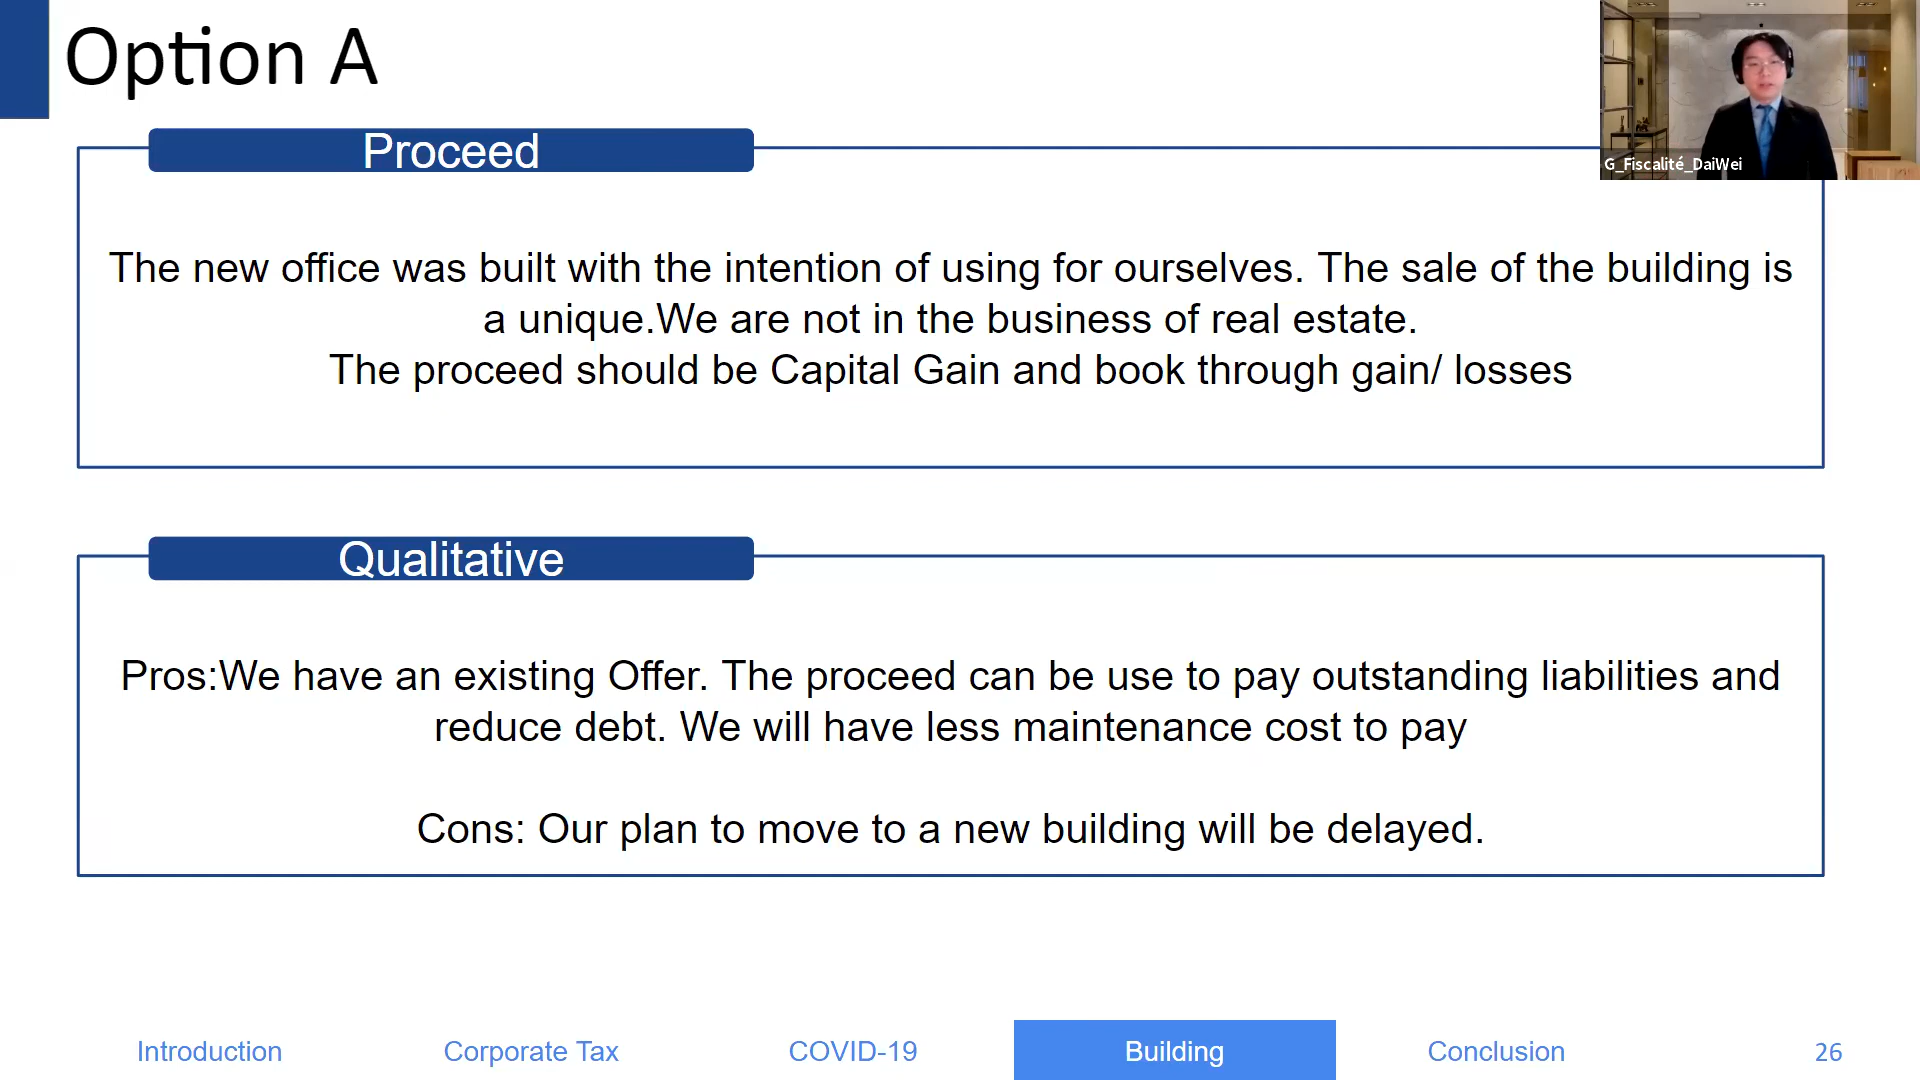 Option A
G_Fiscalité_DaiWei
Proceed
The new office was built with the intention of using for ourselves. The sale of the building is
a unique.We are not in the business of real estate.
The proceed should be Capital Gain and book through gain/ losses
Qualitative
Pros:We have an existing Offer. The proceed can be use to pay outstanding liabilities and
reduce debt. We will have less maintenance cost to pay
Cons: Our plan to move to a new building will be delayed.
Introduction
Corporate Tax
COVID-19
Building
Conclusion
26